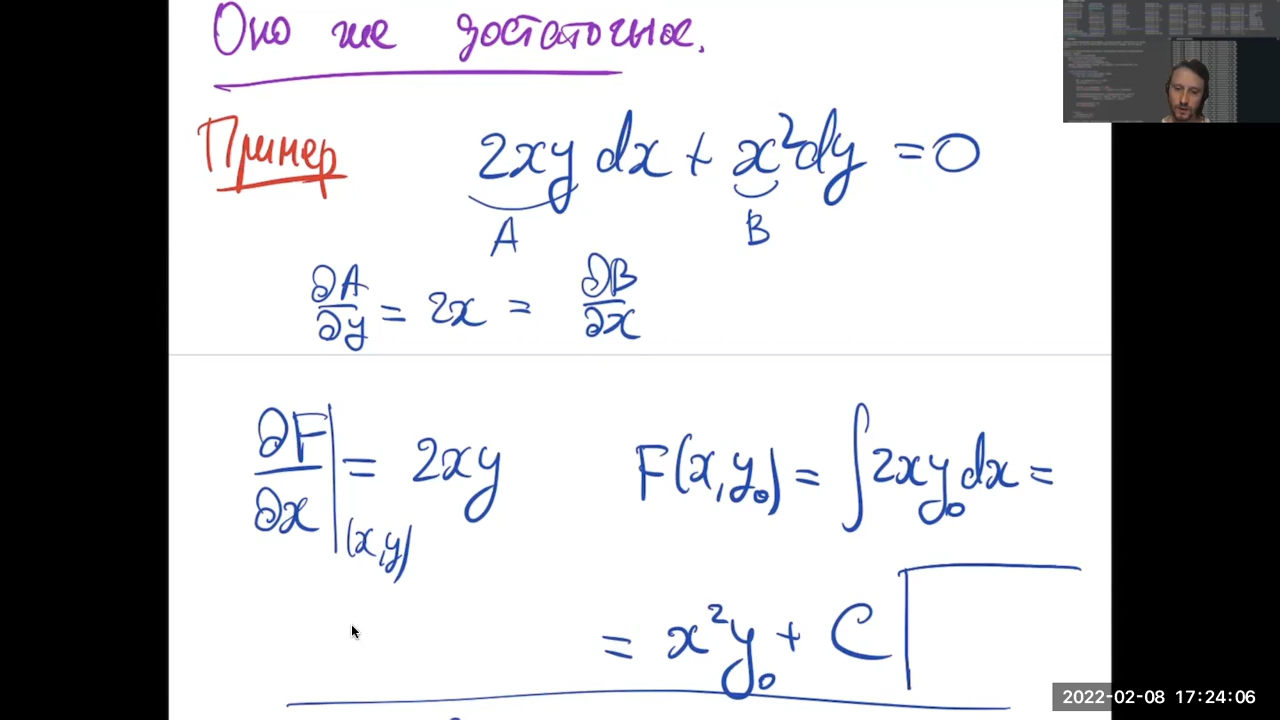 Оно же достаточное.
Пример 2xy dx + x²dy = 0
A B
∂A/∂y = 2x = ∂B/∂x
∂F/∂x |(x,y) = 2xy F(x,y₀) = ∫2xy₀dx =
= x²y₀ + C
2022-02-08 17:24:06